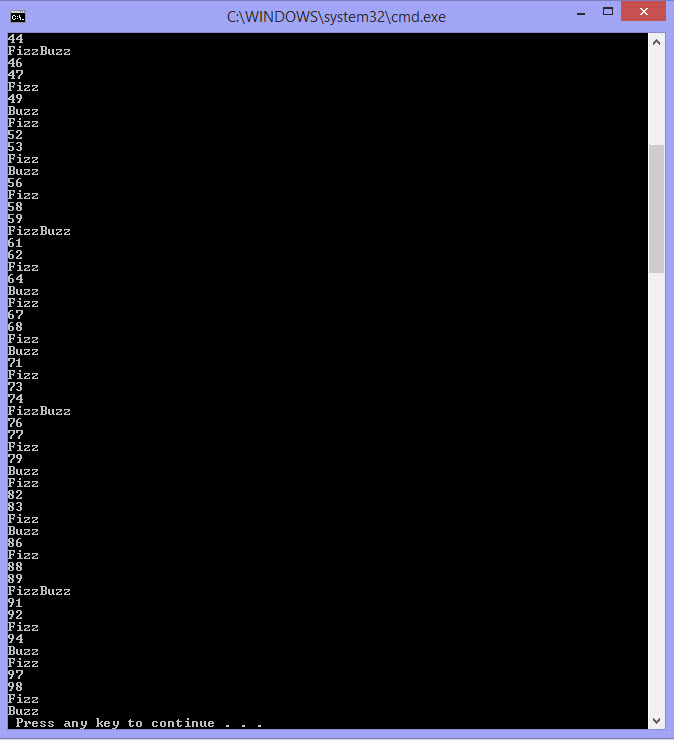 C:\WINDOWS\system32\cmd.exe
44
FizzBuzz
46
47
Fizz
49
Buzz
Fizz
52
53
Fizz
Buzz
56
Fizz
58
59
FizzBuzz
61
62
Fizz
64
Buzz
Fizz
67
68
Fizz
Buzz
71
Fizz
73
74
FizzBuzz
76
77
Fizz
79
Buzz
Fizz
82
83
Fizz
Buzz
86
Fizz
88
89
FizzBuzz
91
92
Fizz
94
Buzz
Fizz
97
98
Fizz
Buzz
Press any key to continue . . .